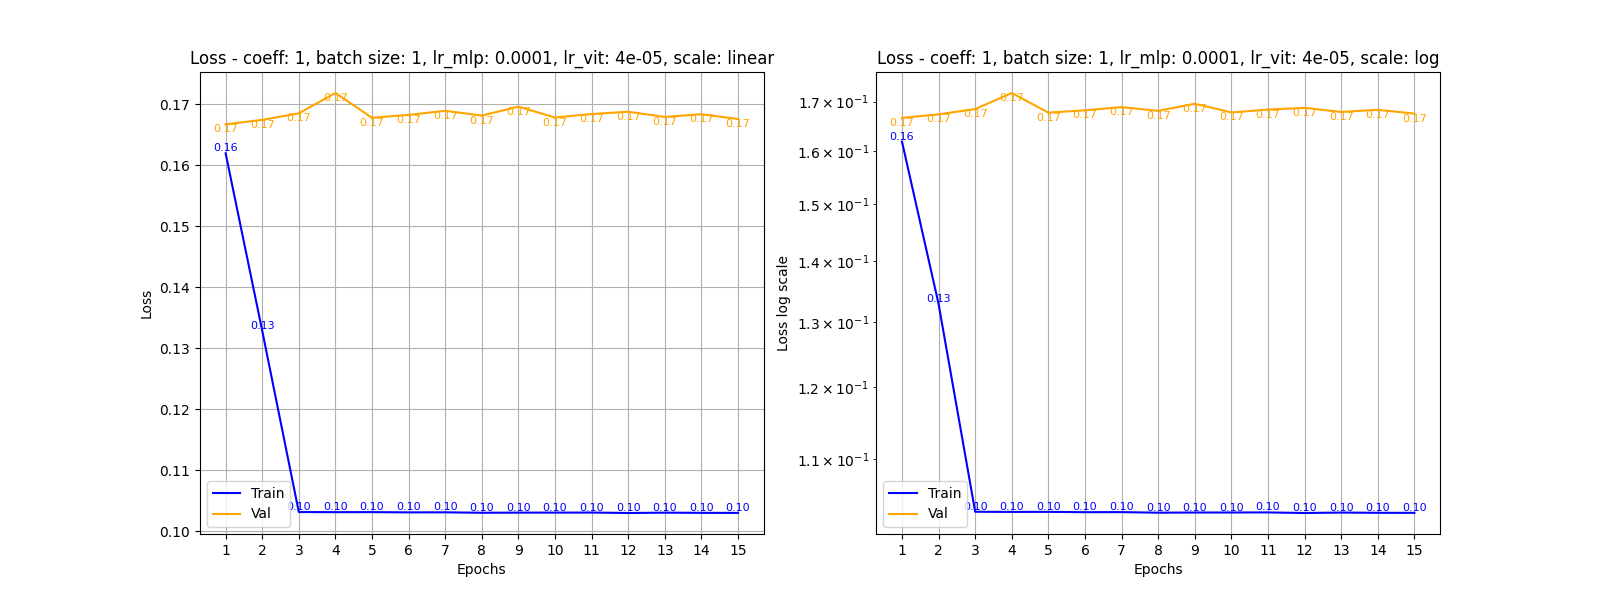 Loss - coeff: 1, batch size: 1, lr_mlp: 0.0001, lr_vit: 4e-05, scale: linear
0.17
0.16
0.15
0.14
0.13
0.12
0.11
0.10
Loss
0.17 0.17 0.17 0.17 0.17 0.17 0.17 0.17 0.17 0.17 0.17 0.17 0.17 0.17 0.17
0.16
0.13
0.10 0.10 0.10 0.10 0.10 0.10 0.10 0.10 0.10 0.10 0.10 0.10 0.10
Train
Val
1 2 3 4 5 6 7 8 9 10 11 12 13 14 15
Epochs
Loss - coeff: 1, batch size: 1, lr_mlp: 0.0001, lr_vit: 4e-05, scale: log
1.7 × 10⁻¹
1.6 × 10⁻¹
1.5 × 10⁻¹
1.4 × 10⁻¹
1.3 × 10⁻¹
1.2 × 10⁻¹
1.1 × 10⁻¹
Loss log scale
0.17 0.17 0.17 0.17 0.17 0.17 0.17 0.17 0.17 0.17 0.17 0.17 0.17 0.17 0.17
0.16
0.13
0.10 0.10 0.10 0.10 0.10 0.10 0.10 0.10 0.10 0.10 0.10 0.10 0.10
Train
Val
1 2 3 4 5 6 7 8 9 10 11 12 13 14 15
Epochs